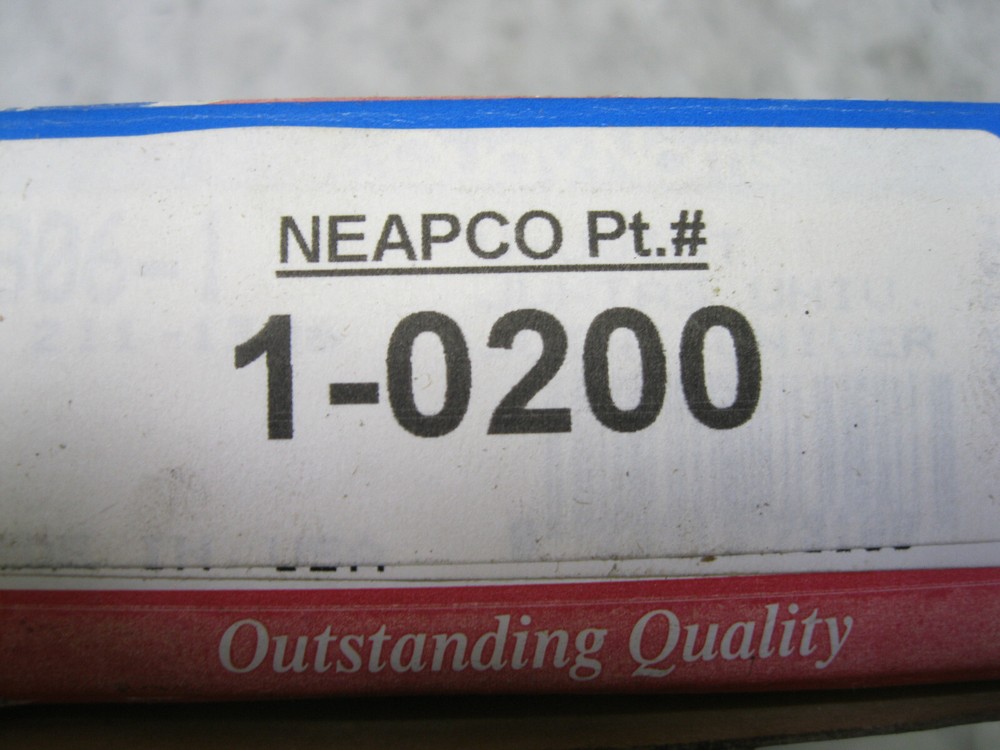 NEAPCO Pt.#
1-0200
Outstanding Quality